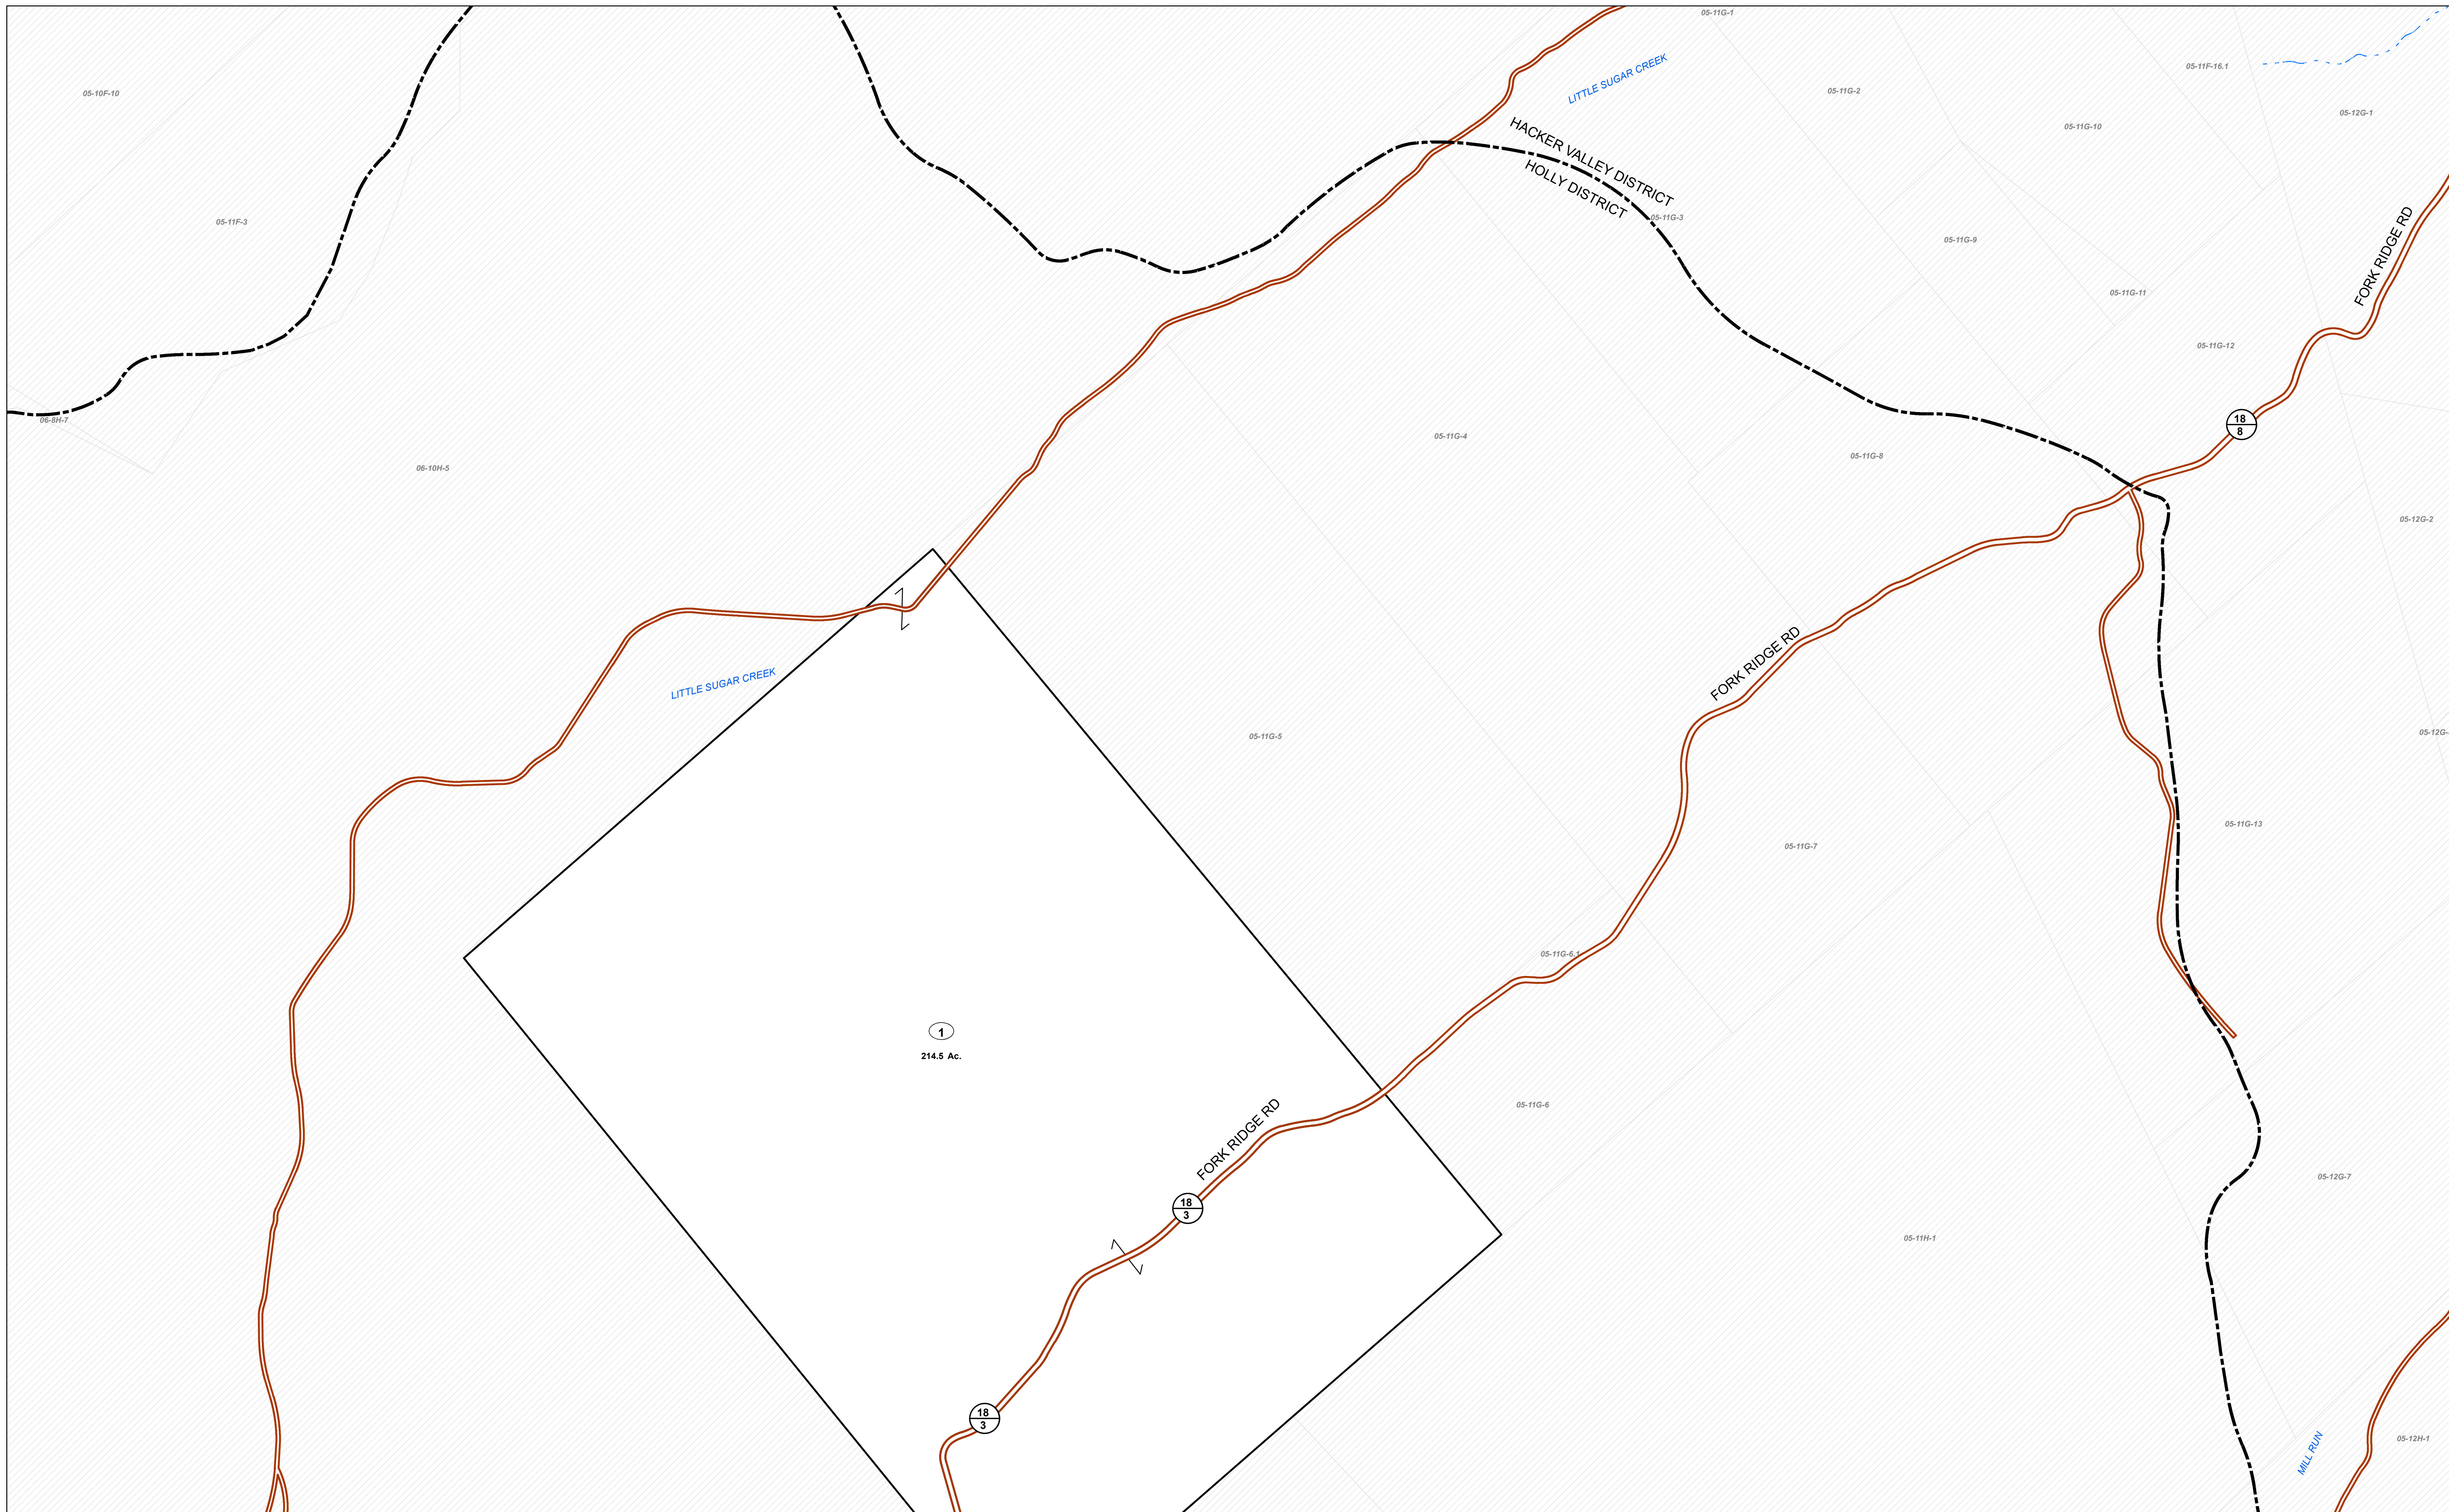 05-11G-1
LITTLE SUGAR CREEK
05-11F-16.1
05-10F-10
05-11G-2
05-12G-1
05-11G-10
HACKER VALLEY DISTRICT
HOLLY DISTRICT
05-11G-3
05-11F-3
05-11G-9
FORK RIDGE RD
05-11G-11
05-11G-12
06-8H-7
18
8
05-11G-4
05-11G-8
06-10H-5
05-12G-2
FORK RIDGE RD
LITTLE SUGAR CREEK
05-11G-5
05-12G-
05-11G-13
05-11G-7
05-11G-6.1
1
214.5 Ac.
05-11G-6
FORK RIDGE RD
05-12G-7
18
3
05-11H-1
18
3
MILL RUN
05-12H-1